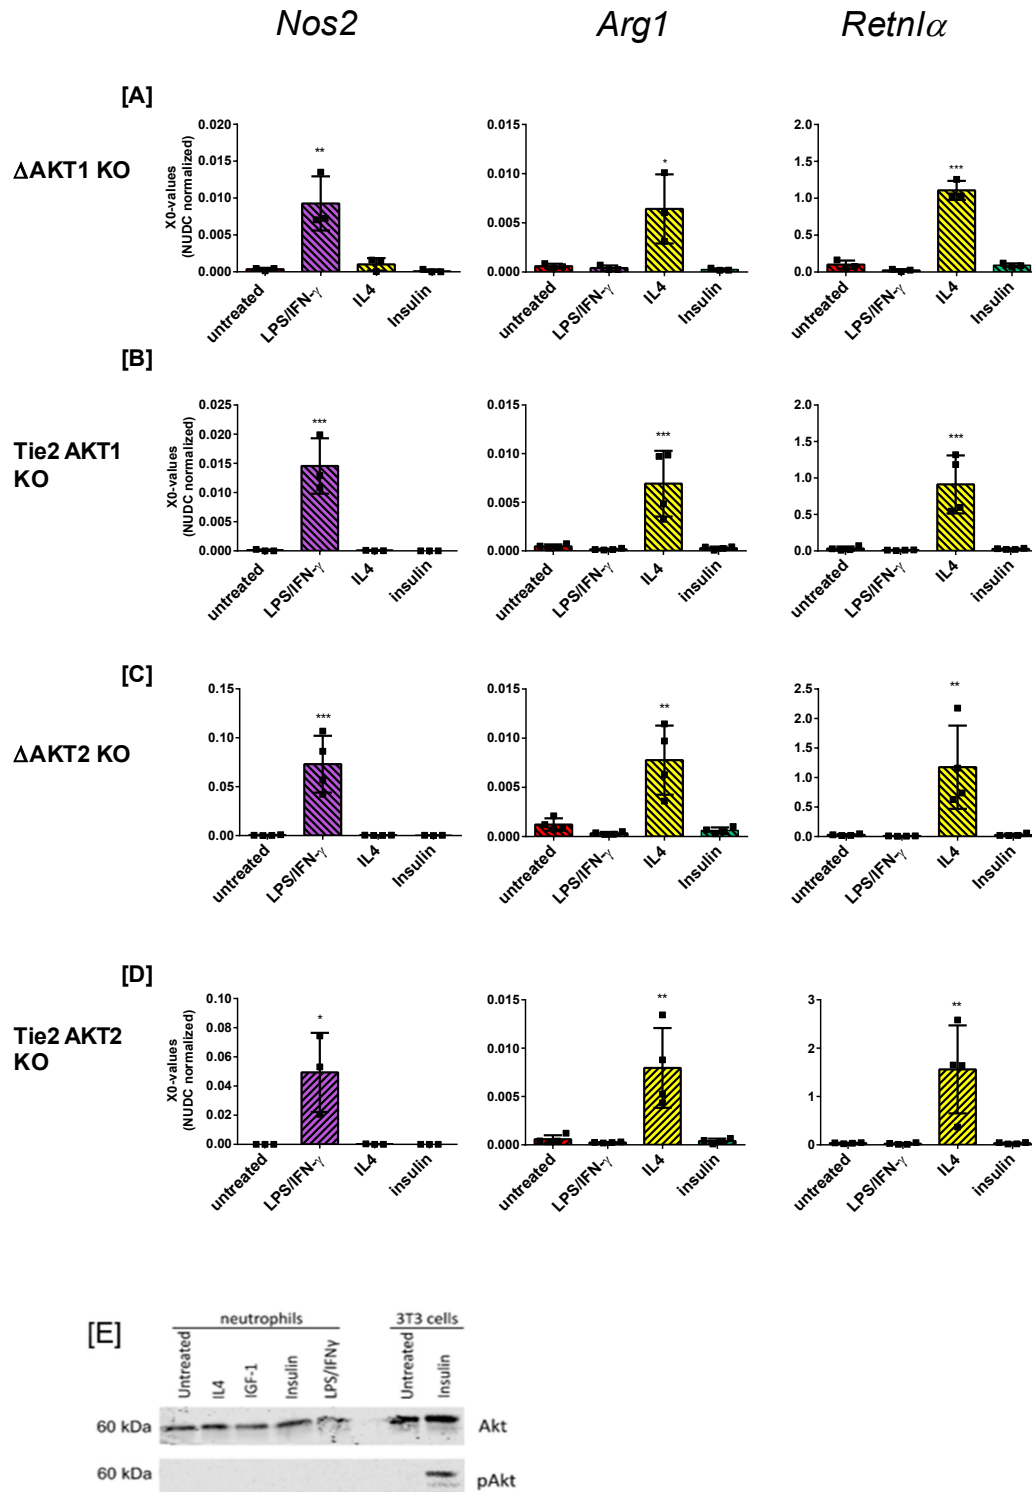 Nos2 Arg1 Retnlα
[A]
ΔAKT1 KO
X0-values
(NUDC normalized)
0.020
0.015
0.010
0.005
0.000
**
untreated LPS/IFN-γ IL4 Insulin
0.015
0.010
0.005
0.000
*
untreated LPS/IFN-γ IL4 Insulin
2.0
1.5
1.0
0.5
0.0
***
untreated LPS/IFN-γ IL4 Insulin
[B]
Tie2 AKT1
KO
X0-values
(NUDC normalized)
0.025
0.020
0.015
0.010
0.005
0.000
***
untreated LPS/IFN-γ IL4 insulin
0.015
0.010
0.005
0.000
***
untreated LPS/IFN-γ IL4 insulin
2.0
1.5
1.0
0.5
0.0
***
untreated LPS/IFN-γ IL4 insulin
[C]
ΔAKT2 KO
X0-values
(NUDC normalized)
0.15
0.10
0.05
0.00
***
untreated LPS/IFN-γ IL4 Insulin
0.015
0.010
0.005
0.000
**
untreated LPS/IFN-γ IL4 Insulin
2.5
2.0
1.5
1.0
0.5
0.0
**
untreated LPS/IFN-γ IL4 Insulin
[D]
Tie2 AKT2
KO
X0-values
(NUDC normalized)
0.10
0.08
0.06
0.04
0.02
0.00
*
untreated LPS/IFN-γ IL4 insulin
0.015
0.010
0.005
0.000
**
untreated LPS/IFN-γ IL4 insulin
3
2
1
0
**
untreated LPS/IFN-γ IL4 insulin
[E]
neutrophils 3T3 cells
Untreated IL4 IGF-1 Insulin LPS/IFNγ Untreated Insulin
60 kDa Akt
60 kDa pAkt